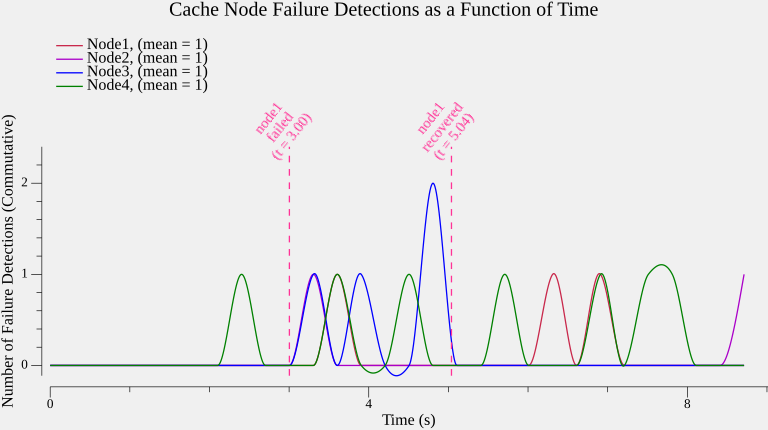 Cache Node Failure Detections as a Function of Time
Node1, (mean = 1)
Node2, (mean = 1)
Node3, (mean = 1)
Node4, (mean = 1)
node1
failed
(t = 3.00)
node1
recovered
(t = 5.04)
Number of Failure Detections (Commutative)
2
1
0
0
4
8
Time (s)